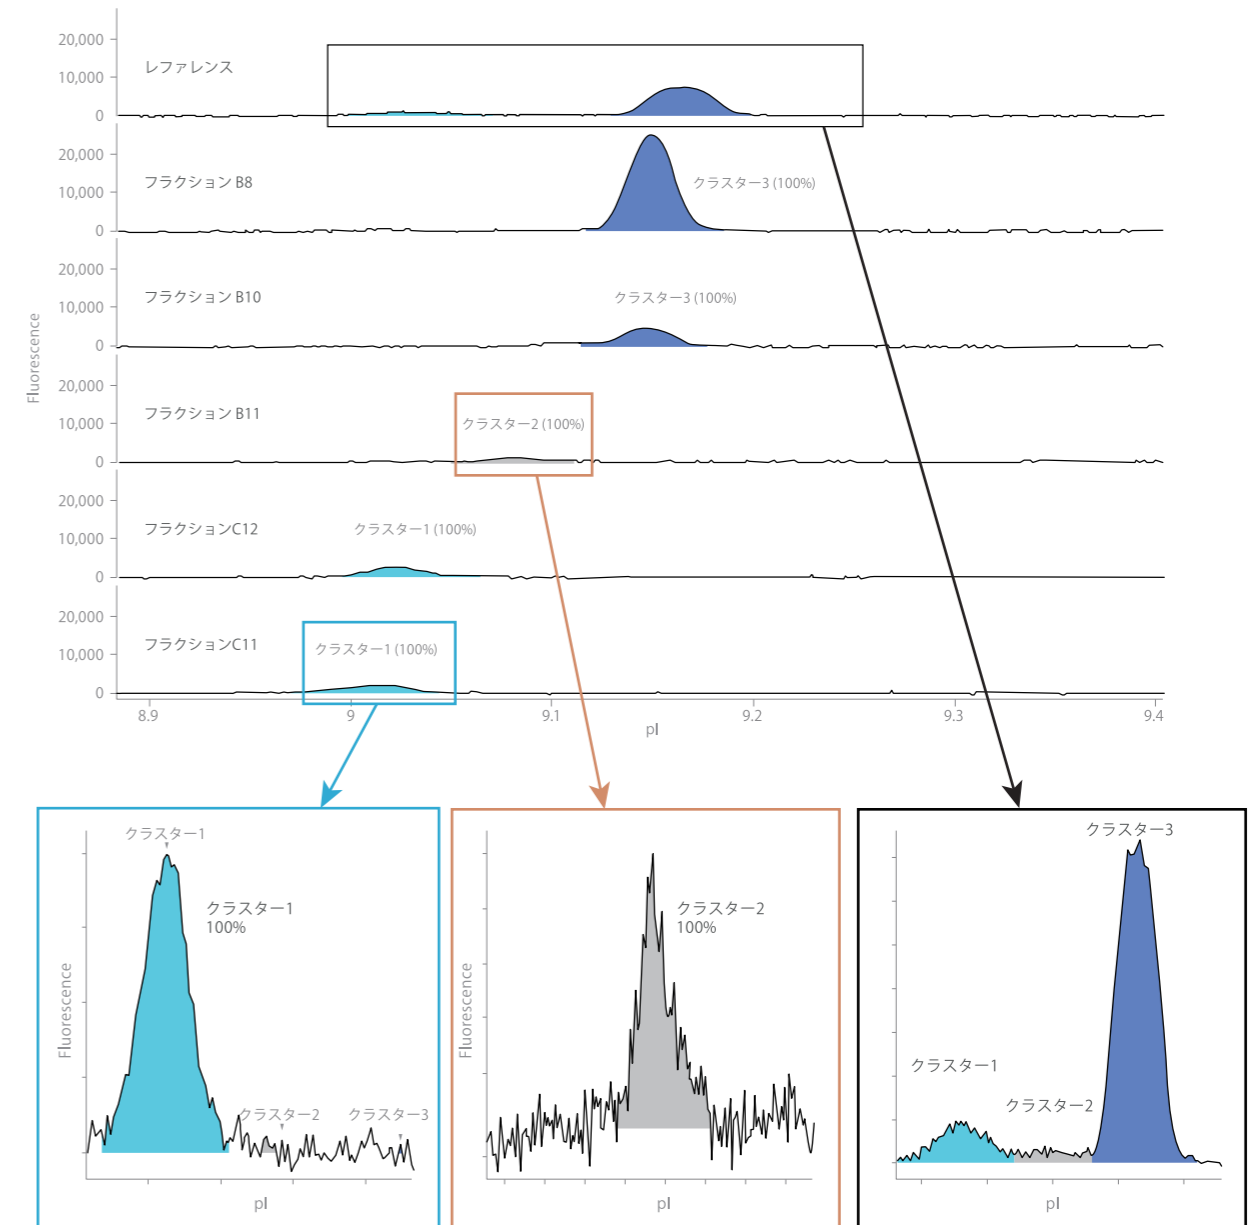 20,000
10,000
0
レファレンス
20,000
10,000
0
フラクション B8
クラスター3 (100%)
20,000
10,000
0
フラクション B10
クラスター3 (100%)
20,000
10,000
0
フラクション B11
クラスター2 (100%)
20,000
10,000
0
フラクションC12
クラスター1 (100%)
20,000
10,000
0
フラクションC11
クラスター1 (100%)
Fluorescence
8.9
9
9.1
9.2
9.3
9.4
pI
クラスター1
クラスター1
100%
クラスター2
クラスター3
Fluorescence
pI
クラスター2
100%
Fluorescence
pI
クラスター3
クラスター1
クラスター2
pI